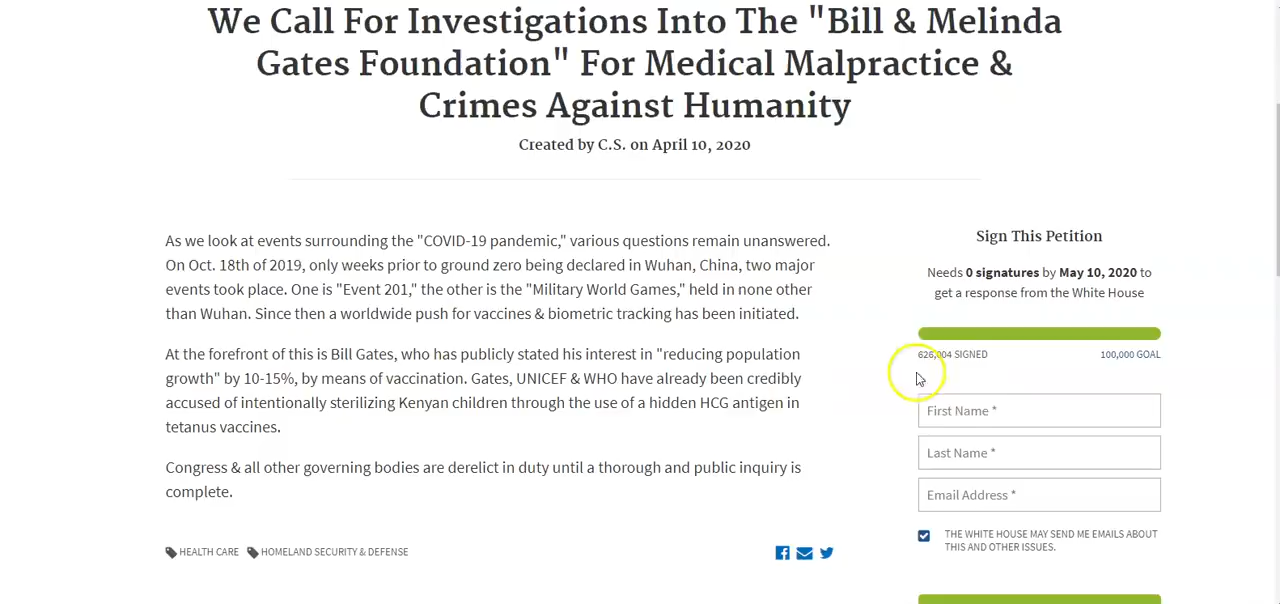 We Call For Investigations Into The "Bill & Melinda
Gates Foundation" For Medical Malpractice &
Crimes Against Humanity
Created by C.S. on April 10, 2020
As we look at events surrounding the "COVID-19 pandemic," various questions remain unanswered.
On Oct. 18th of 2019, only weeks prior to ground zero being declared in Wuhan, China, two major
events took place. One is "Event 201," the other is the "Military World Games," held in none other
than Wuhan. Since then a worldwide push for vaccines & biometric tracking has been initiated.
At the forefront of this is Bill Gates, who has publicly stated his interest in "reducing population
growth" by 10-15%, by means of vaccination. Gates, UNICEF & WHO have already been credibly
accused of intentionally sterilizing Kenyan children through the use of a hidden HCG antigen in
tetanus vaccines.
Congress & all other governing bodies are derelict in duty until a thorough and public inquiry is
complete.
HEALTH CARE HOMELAND SECURITY & DEFENSE
Sign This Petition
Needs 0 signatures by May 10, 2020 to
get a response from the White House
626,004 SIGNED 100,000 GOAL
First Name *
Last Name *
Email Address *
THE WHITE HOUSE MAY SEND ME EMAILS ABOUT
THIS AND OTHER ISSUES.